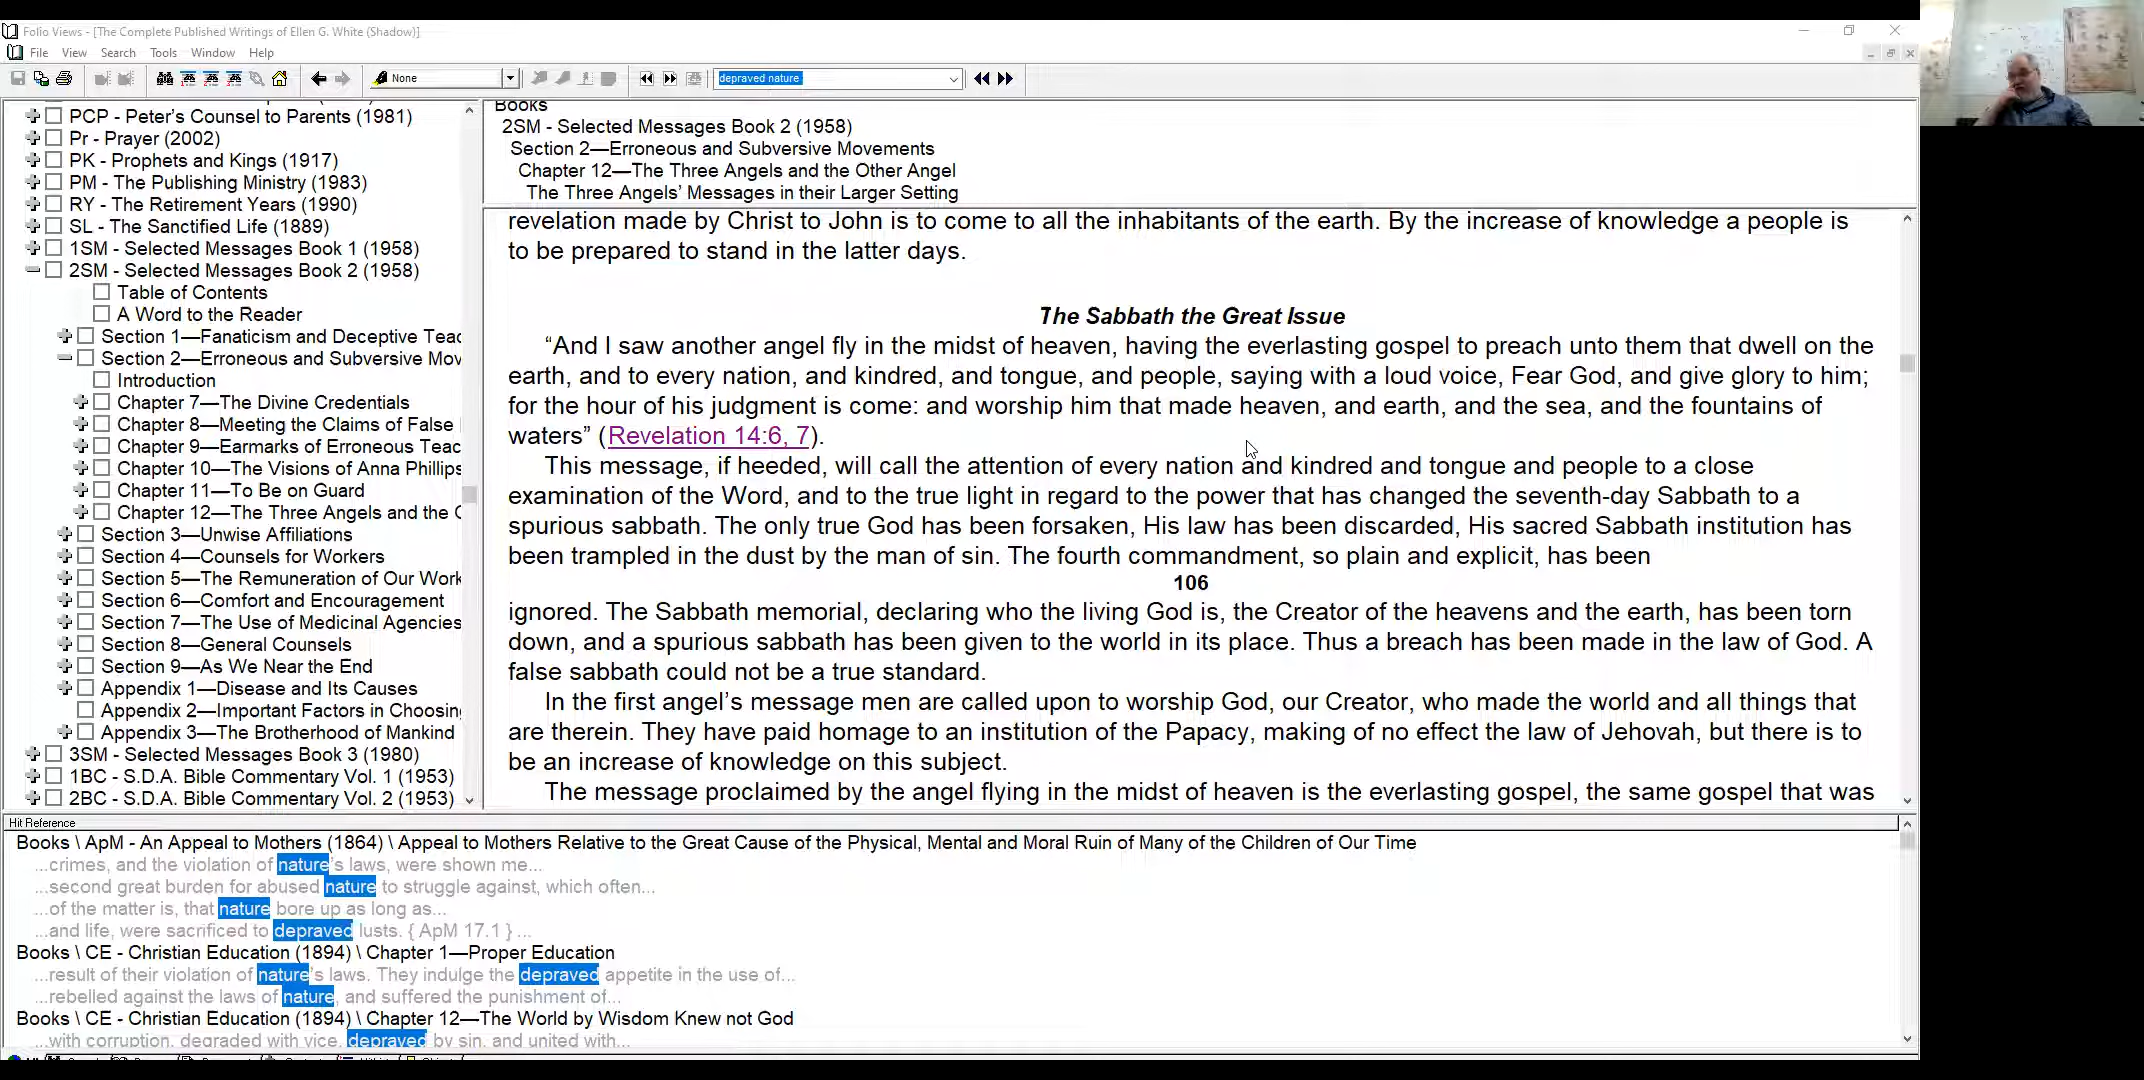 Folio Views - [The Complete Published Writings of Ellen G. White (Shadow)]
File View Search Tools Window Help
None
depraved nature
PCP - Peter's Counsel to Parents (1981)
Pr - Prayer (2002)
PK - Prophets and Kings (1917)
PM - The Publishing Ministry (1983)
RY - The Retirement Years (1990)
SL - The Sanctified Life (1889)
1SM - Selected Messages Book 1 (1958)
2SM - Selected Messages Book 2 (1958)
Table of Contents
A Word to the Reader
Section 1—Fanaticism and Deceptive Teac
Section 2—Erroneous and Subversive Mov
Introduction
Chapter 7—The Divine Credentials
Chapter 8—Meeting the Claims of False
Chapter 9—Earmarks of Erroneous Teac
Chapter 10—The Visions of Anna Phillips
Chapter 11—To Be on Guard
Chapter 12—The Three Angels and the O
Section 3—Unwise Affiliations
Section 4—Counsels for Workers
Section 5—The Remuneration of Our Work
Section 6—Comfort and Encouragement
Section 7—The Use of Medicinal Agencies
Section 8—General Counsels
Section 9—As We Near the End
Appendix 1—Disease and Its Causes
Appendix 2—Important Factors in Choosing
Appendix 3—The Brotherhood of Mankind
3SM - Selected Messages Book 3 (1980)
1BC - S.D.A. Bible Commentary Vol. 1 (1953)
2BC - S.D.A. Bible Commentary Vol. 2 (1953)
Books
2SM - Selected Messages Book 2 (1958)
Section 2—Erroneous and Subversive Movements
Chapter 12—The Three Angels and the Other Angel
The Three Angels' Messages in their Larger Setting
revelation made by Christ to John is to come to all the inhabitants of the earth. By the increase of knowledge a people is
to be prepared to stand in the latter days.
The Sabbath the Great Issue
“And I saw another angel fly in the midst of heaven, having the everlasting gospel to preach unto them that dwell on the
earth, and to every nation, and kindred, and tongue, and people, saying with a loud voice, Fear God, and give glory to him;
for the hour of his judgment is come: and worship him that made heaven, and earth, and the sea, and the fountains of
waters” (Revelation 14:6, 7).
This message, if heeded, will call the attention of every nation and kindred and tongue and people to a close
examination of the Word, and to the true light in regard to the power that has changed the seventh-day Sabbath to a
spurious sabbath. The only true God has been forsaken, His law has been discarded, His sacred Sabbath institution has
been trampled in the dust by the man of sin. The fourth commandment, so plain and explicit, has been
106
ignored. The Sabbath memorial, declaring who the living God is, the Creator of the heavens and the earth, has been torn
down, and a spurious sabbath has been given to the world in its place. Thus a breach has been made in the law of God. A
false sabbath could not be a true standard.
In the first angel's message men are called upon to worship God, our Creator, who made the world and all things that
are therein. They have paid homage to an institution of the Papacy, making of no effect the law of Jehovah, but there is to
be an increase of knowledge on this subject.
The message proclaimed by the angel flying in the midst of heaven is the everlasting gospel, the same gospel that was
Hit Reference
Books \ ApM - An Appeal to Mothers (1864) \ Appeal to Mothers Relative to the Great Cause of the Physical, Mental and Moral Ruin of Many of the Children of Our Time
...crimes, and the violation of nature's laws, were shown me...
...second great burden for abused nature to struggle against, which often...
...of the matter is, that nature bore up as long as...
...and life, were sacrificed to depraved lusts. { ApM 17.1 } ...
Books \ CE - Christian Education (1894) \ Chapter 1—Proper Education
...result of their violation of nature's laws. They indulge the depraved appetite in the use of...
...rebelled against the laws of nature, and suffered the punishment of...
Books \ CE - Christian Education (1894) \ Chapter 12—The World by Wisdom Knew not God
...with corruption, degraded with vice, depraved by sin, and united with...